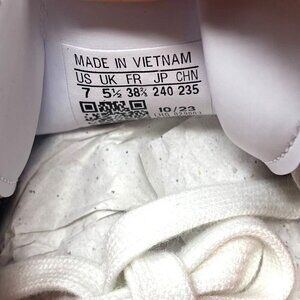 MADE IN VIETNAM
US UK FR JP CHN
7 5½ 38⅔ 240 235
10/23